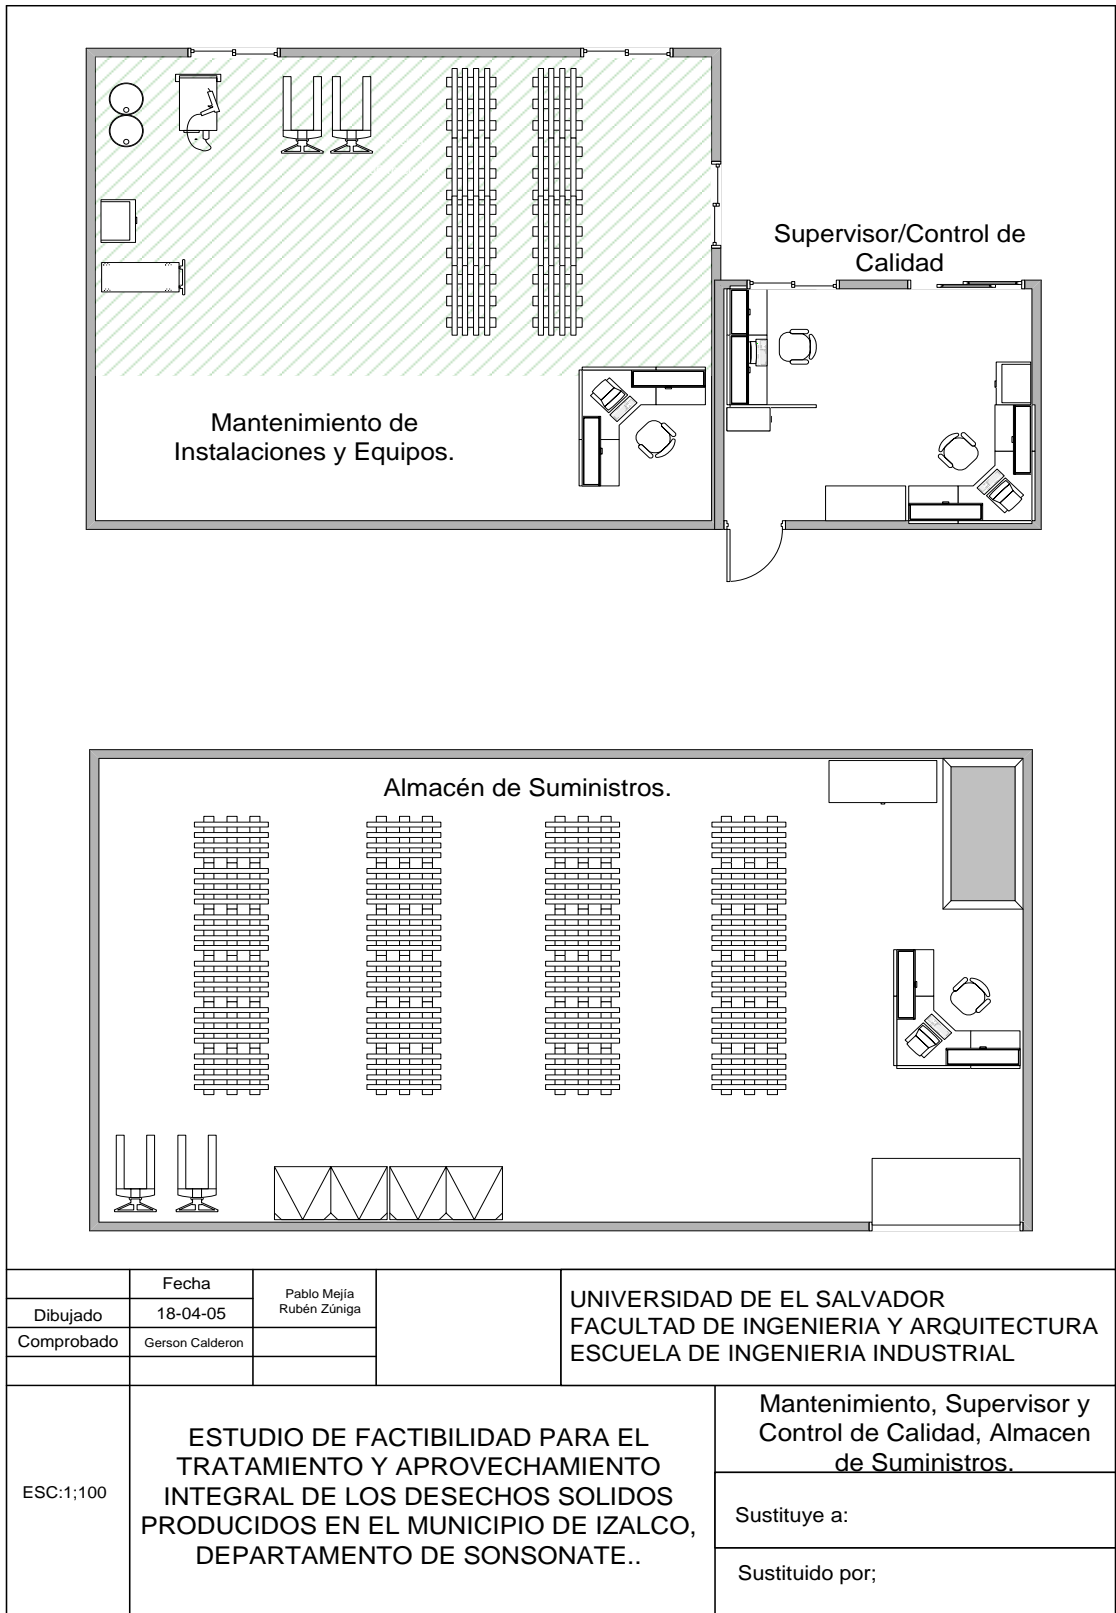 Supervisor/Control de
Calidad
Mantenimiento de
Instalaciones y Equipos.
Almacén de Suministros.
Fecha
Pablo Mejía
Rubén Zúniga
Dibujado
18-04-05
Comprobado
Gerson Calderon
UNIVERSIDAD DE EL SALVADOR
FACULTAD DE INGENIERIA Y ARQUITECTURA
ESCUELA DE INGENIERIA INDUSTRIAL
ESC:1;100
ESTUDIO DE FACTIBILIDAD PARA EL
TRATAMIENTO Y APROVECHAMIENTO
INTEGRAL DE LOS DESECHOS SOLIDOS
PRODUCIDOS EN EL MUNICIPIO DE IZALCO,
DEPARTAMENTO DE SONSONATE..
Mantenimiento, Supervisor y
Control de Calidad, Almacen
de Suministros.
Sustituye a:
Sustituido por;